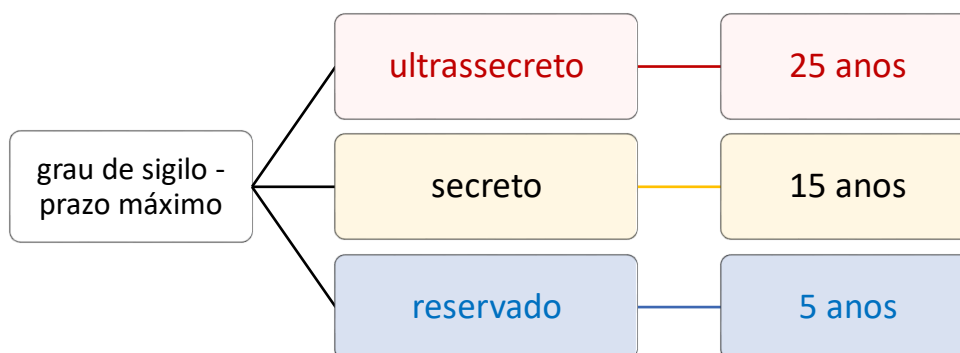 grau de sigilo -
prazo máximo
ultrassecreto
25 anos
secreto
15 anos
reservado
5 anos